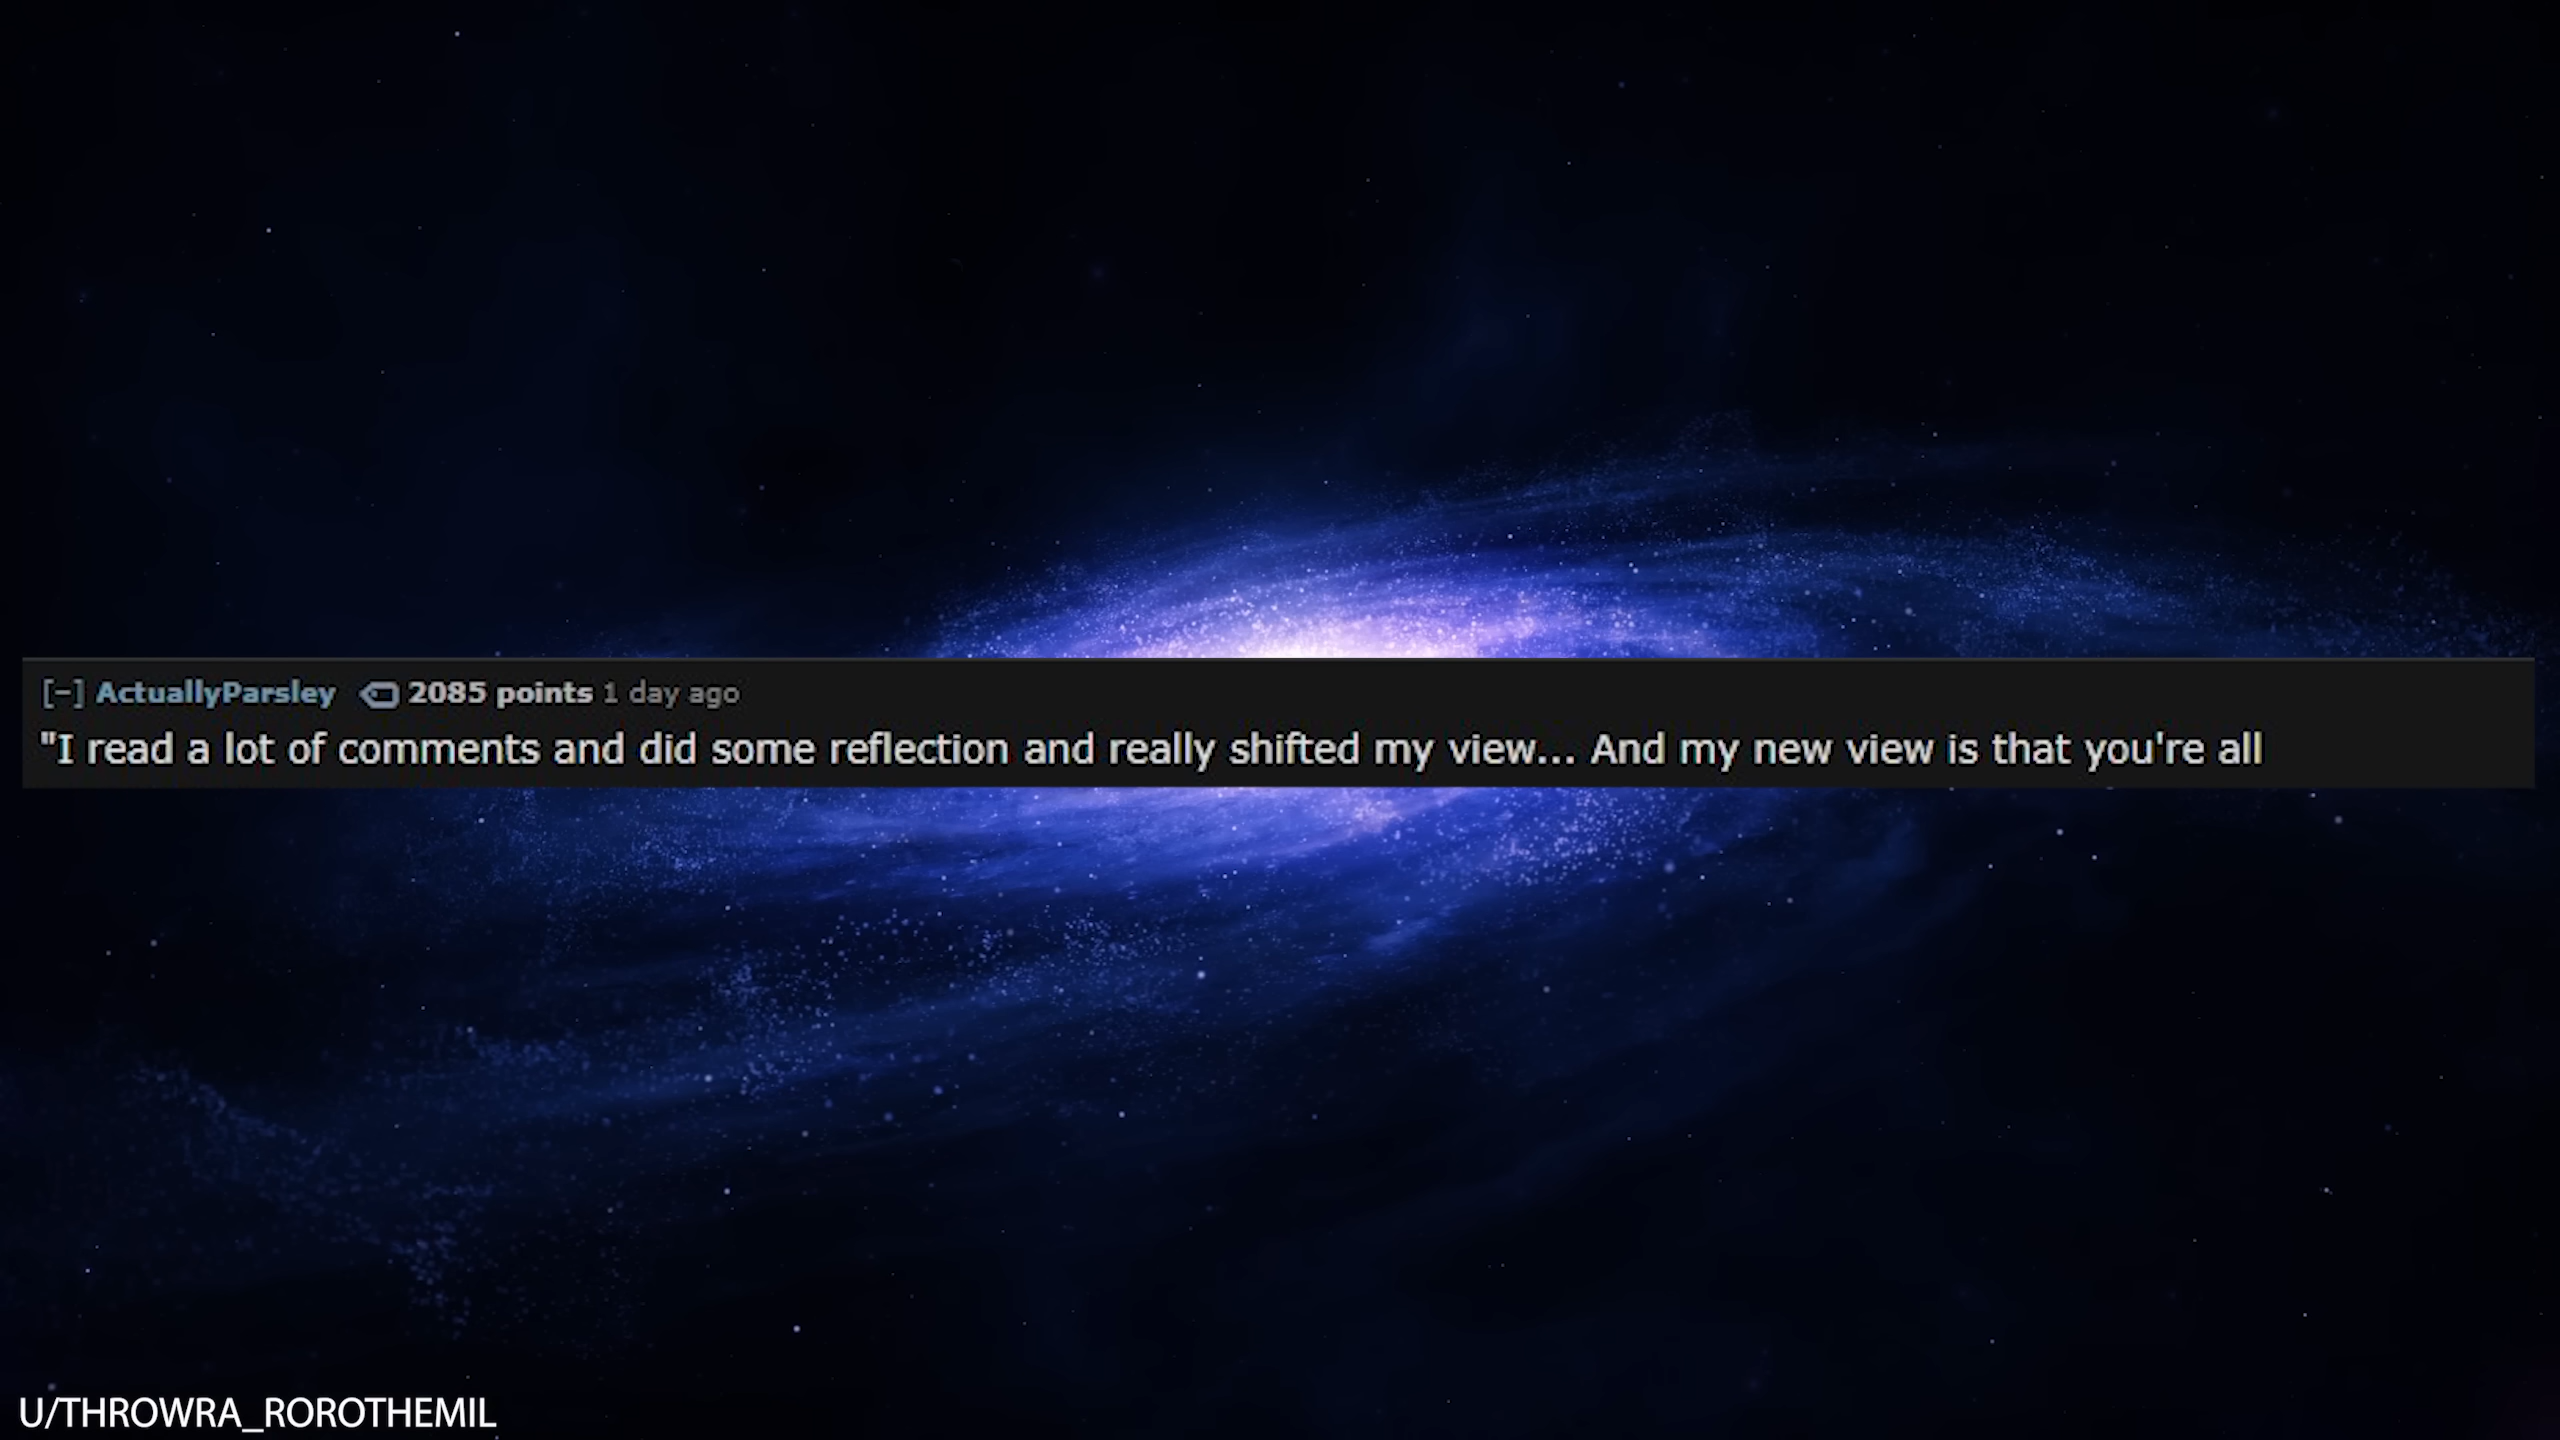 [–] ActuallyParsley 2085 points 1 day ago
"I read a lot of comments and did some reflection and really shifted my view... And my new view is that you're all
U/THROWRA_ROROTHEMIL